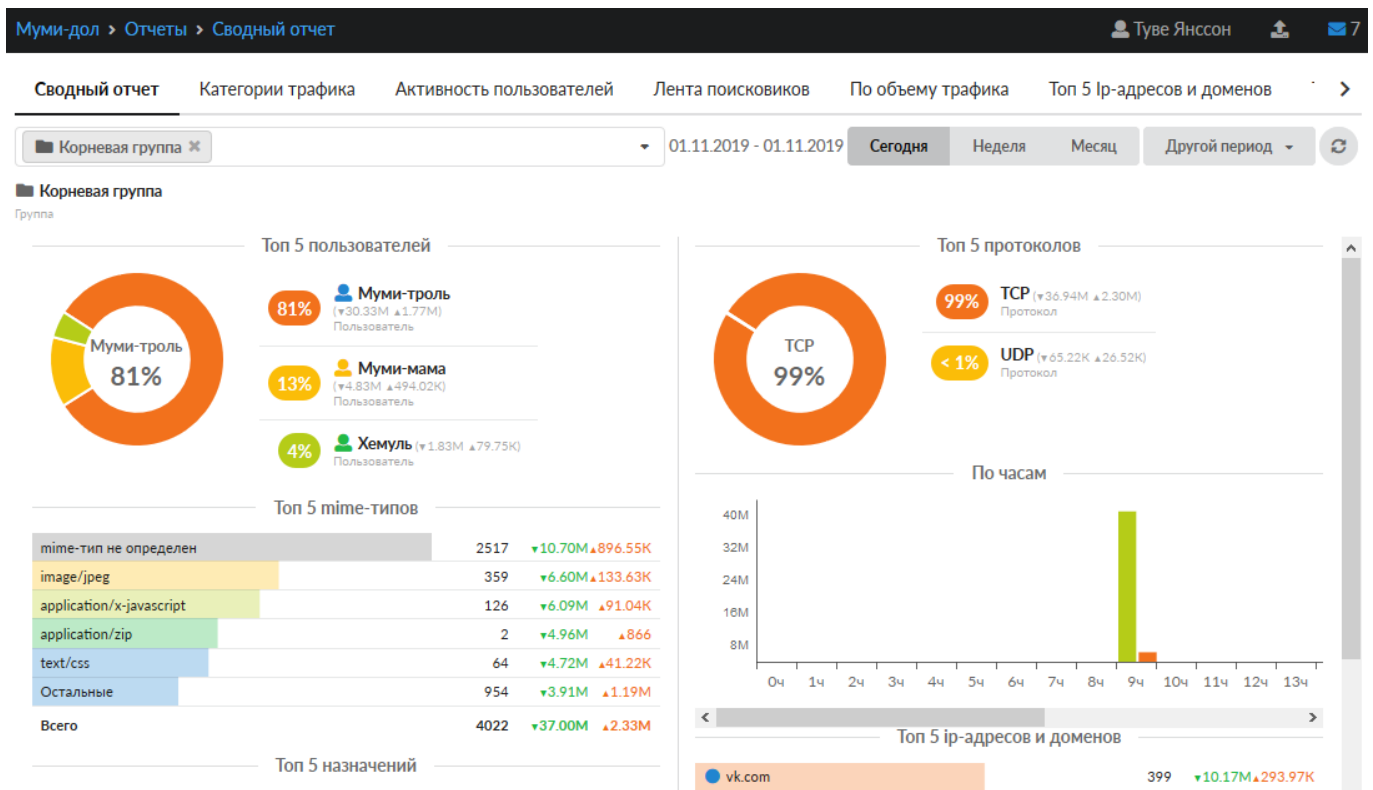 Муми-дол > Отчеты > Сводный отчет
Туве Янссон
7
Сводный отчет Категории трафика Активность пользователей Лента поисковиков По объему трафика Топ 5 Ip-адресов и доменов
Корневая группа
01.11.2019 - 01.11.2019 Сегодня Неделя Месяц Другой период
Корневая группа
Группа
Топ 5 пользователей
Муми-троль
81%
81% Муми-троль
(▼30.33M ▲1.77M)
Пользователь
13% Муми-мама
(▼4.83M ▲494.02K)
Пользователь
4% Хемуль (▼1.83M ▲79.75K)
Пользователь
Топ 5 mime-типов
mime-тип не определен 2517 ▼10.70M ▲896.55K
image/jpeg 359 ▼6.60M ▲133.63K
application/x-javascript 126 ▼6.09M ▲91.04K
application/zip 2 ▼4.96M ▲866
text/css 64 ▼4.72M ▲41.22K
Остальные 954 ▼3.91M ▲1.19M
Всего 4022 ▼37.00M ▲2.33M
Топ 5 назначений
Топ 5 протоколов
TCP
99%
99% TCP (▼36.94M ▲2.30M)
Протокол
< 1% UDP (▼65.22K ▲26.52K)
Протокол
По часам
40M
32M
24M
16M
8M
0ч 1ч 2ч 3ч 4ч 5ч 6ч 7ч 8ч 9ч 10ч 11ч 12ч 13ч
Топ 5 ip-адресов и доменов
vk.com 399 ▼10.17M ▲293.97K